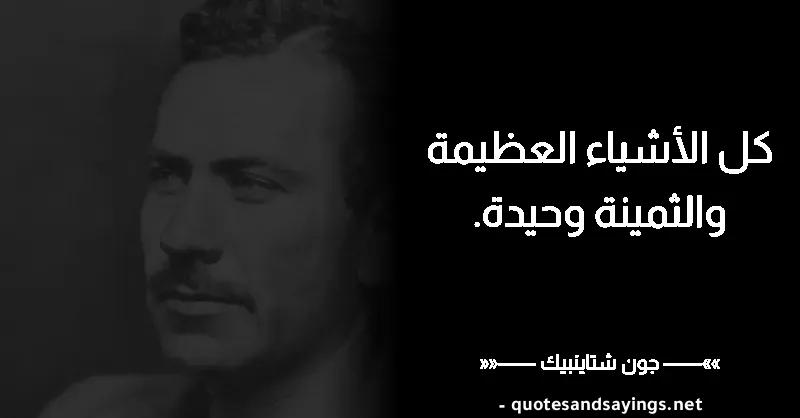 كل الأشياء العظيمة
والثمينة وحيدة.
»»—— جون شتاينبيك ——««
- quotesandsayings.net